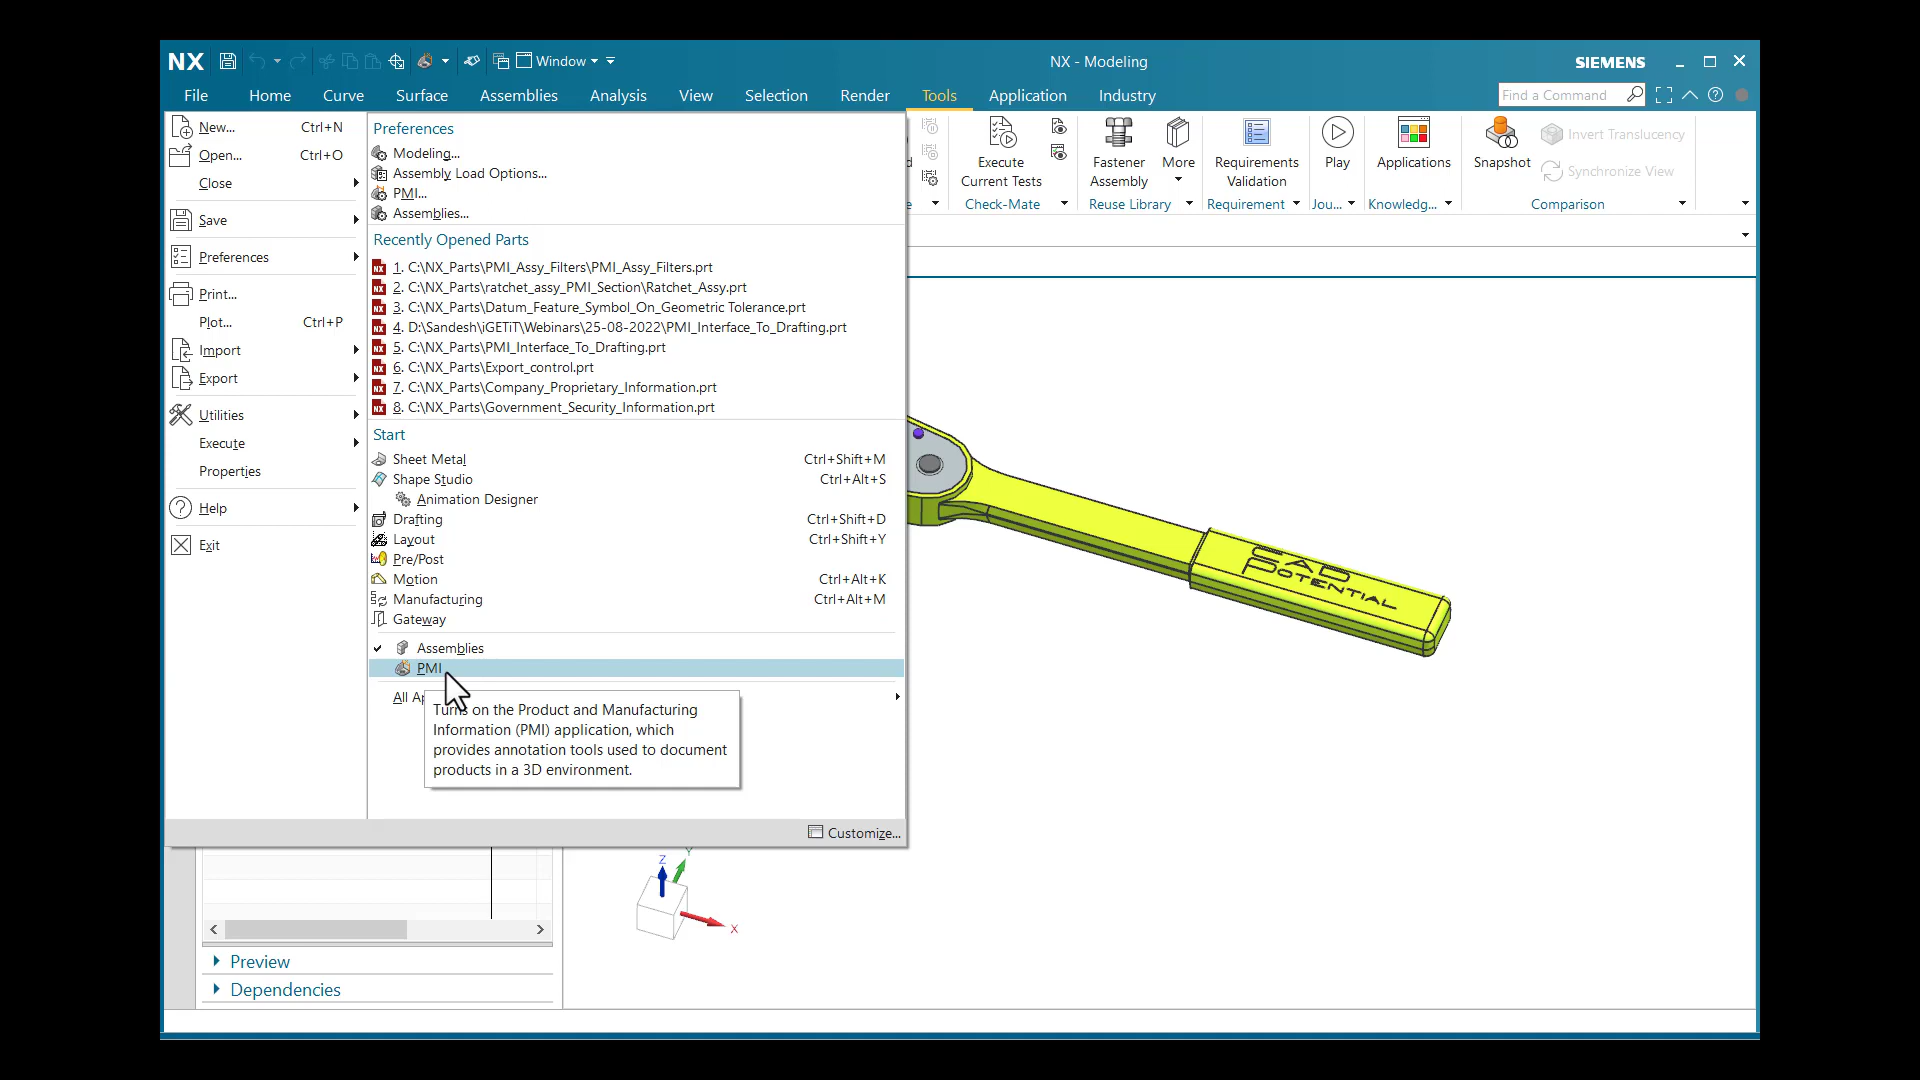 NX
Window
NX - Modeling
SIEMENS
File
Home
Curve
Surface
Assemblies
Analysis
View
Selection
Render
Tools
Application
Industry
Find a Command
New... Ctrl+N
Open... Ctrl+O
Close
Save
Preferences
Print...
Plot... Ctrl+P
Import
Export
Utilities
Execute
Properties
Help
Exit
Preferences
Modeling...
Assembly Load Options...
PMI...
Assemblies...
Recently Opened Parts
1. C:\NX_Parts\PMI_Assy_Filters\PMI_Assy_Filters.prt
2. C:\NX_Parts\ratchet_assy_PMI_Section\Ratchet_Assy.prt
3. C:\NX_Parts\Datum_Feature_Symbol_On_Geometric Tolerance.prt
4. D:\Sandesh\iGETiT\Webinars\25-08-2022\PMI_Interface_To_Drafting.prt
5. C:\NX_Parts\PMI_Interface_To_Drafting.prt
6. C:\NX_Parts\Export_control.prt
7. C:\NX_Parts\Company_Proprietary_Information.prt
8. C:\NX_Parts\Government_Security_Information.prt
Start
Sheet Metal Ctrl+Shift+M
Shape Studio Ctrl+Alt+S
Animation Designer
Drafting Ctrl+Shift+D
Layout Ctrl+Shift+Y
Pre/Post
Motion Ctrl+Alt+K
Manufacturing Ctrl+Alt+M
Gateway
Assemblies
PMI
All
Turns on the Product and Manufacturing
Information (PMI) application, which
provides annotation tools used to document
products in a 3D environment.
Customize...
Execute
Current Tests
Check-Mate
Fastener
Assembly
More
Reuse Library
Requirements
Validation
Requirement
Play
Jou...
Applications
Knowledg...
Snapshot
Invert Translucency
Synchronize View
Comparison
CAD
POTENTIAL
Z
Y
X
Preview
Dependencies